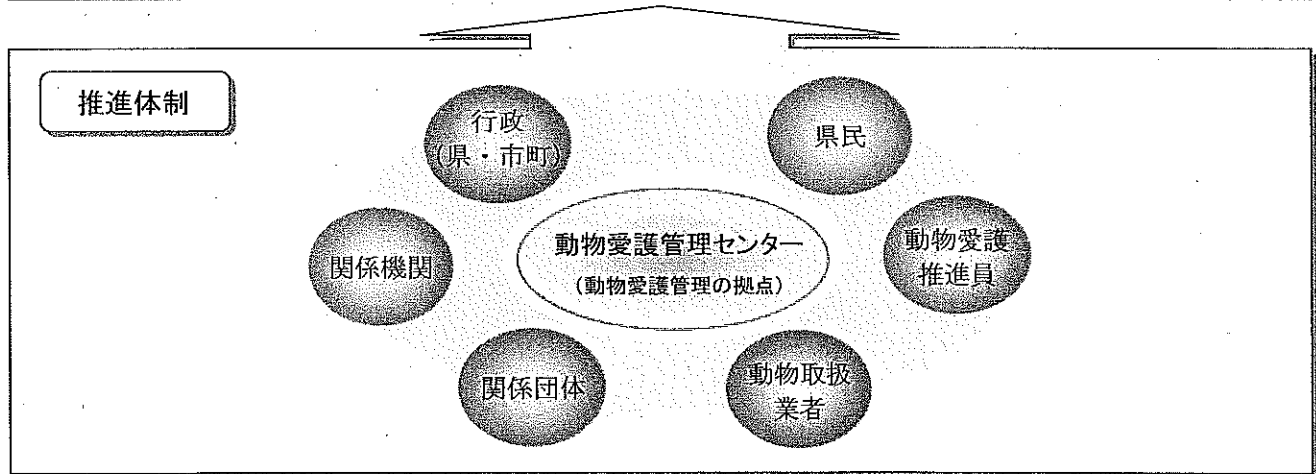 推進体制
行政
(県・市町)
県民
関係機関
動物愛護管理センター
(動物愛護管理の拠点)
動物愛護
推進員
関係団体
動物取扱
業者